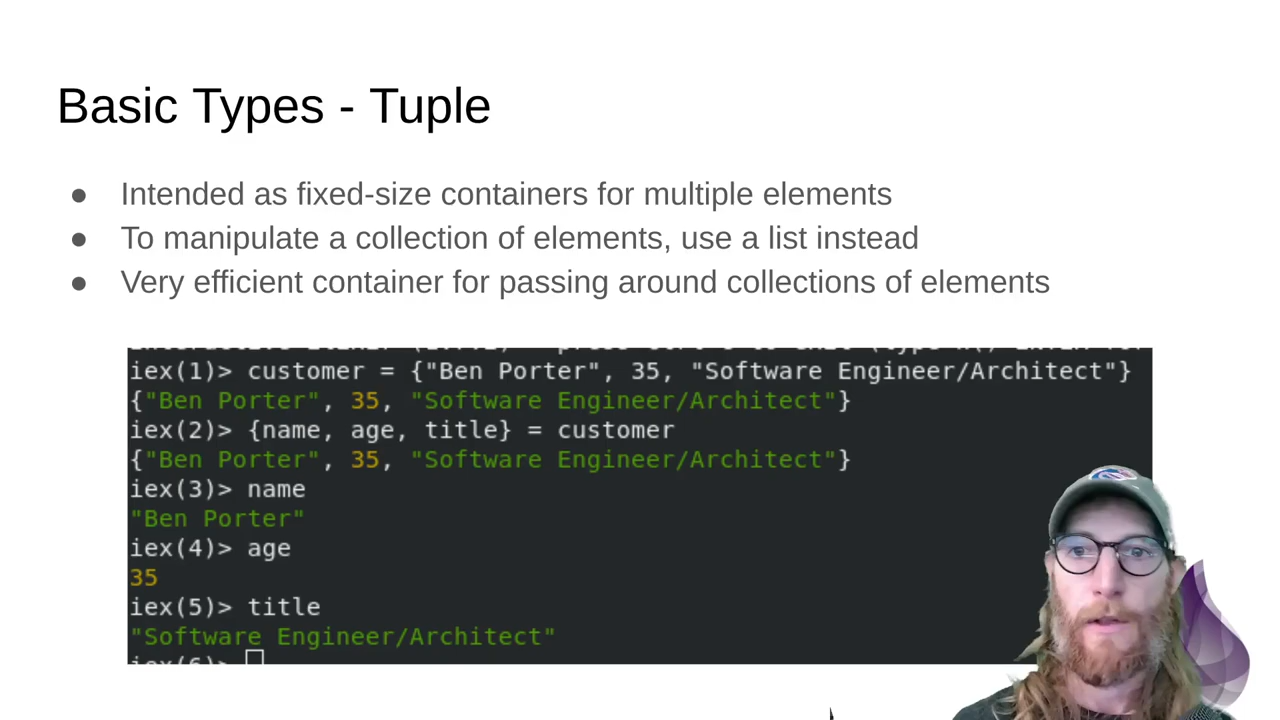 Basic Types - Tuple
● Intended as fixed-size containers for multiple elements
● To manipulate a collection of elements, use a list instead
● Very efficient container for passing around collections of elements
iex(1)> customer = {"Ben Porter", 35, "Software Engineer/Architect"}
{"Ben Porter", 35, "Software Engineer/Architect"}
iex(2)> {name, age, title} = customer
{"Ben Porter", 35, "Software Engineer/Architect"}
iex(3)> name
"Ben Porter"
iex(4)> age
35
iex(5)> title
"Software Engineer/Architect"
iex(6)>